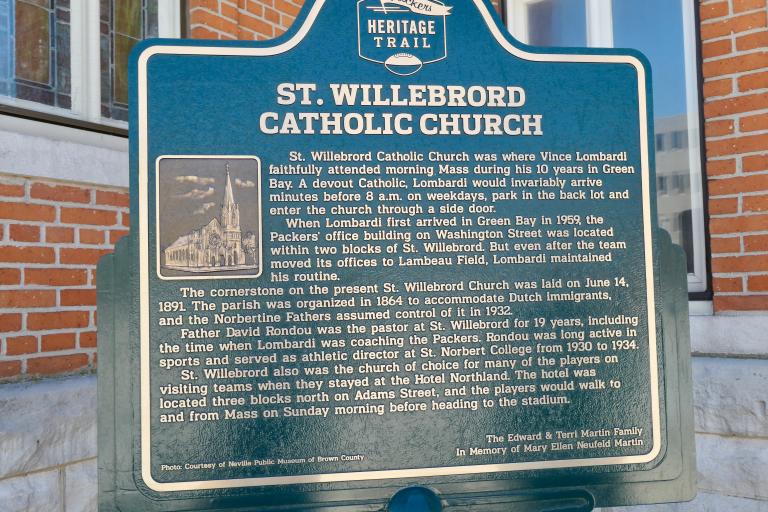 Packers
HERITAGE
TRAIL
ST. WILLEBRORD
CATHOLIC CHURCH
St. Willebrord Catholic Church was where Vince Lombardi
faithfully attended morning Mass during his 10 years in Green
Bay. A devout Catholic, Lombardi would invariably arrive
minutes before 8 a.m. on weekdays, park in the back lot and
enter the church through a side door.
When Lombardi first arrived in Green Bay in 1959, the
Packers' office building on Washington Street was located
within two blocks of St. Willebrord. But even after the team
moved its offices to Lambeau Field, Lombardi maintained
his routine.
The cornerstone on the present St. Willebrord Church was laid on June 14,
1891. The parish was organized in 1864 to accommodate Dutch immigrants,
and the Norbertine Fathers assumed control of it in 1932.
Father David Rondou was the pastor at St. Willebrord for 19 years, including
the time when Lombardi was coaching the Packers. Rondou was long active in
sports and served as athletic director at St. Norbert College from 1930 to 1934.
St. Willebrord also was the church of choice for many of the players on
visiting teams when they stayed at the Hotel Northland. The hotel was
located three blocks north on Adams Street, and the players would walk to
and from Mass on Sunday morning before heading to the stadium.
The Edward & Terri Martin Family
In Memory of Mary Ellen Neufeld Martin
Photo: Courtesy of Neville Public Museum of Brown County